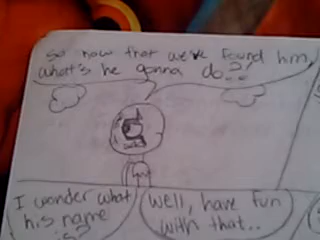 So now that we've found him,
what's he gonna do??
I wonder what
his name
is?
Well, have fun
with that..